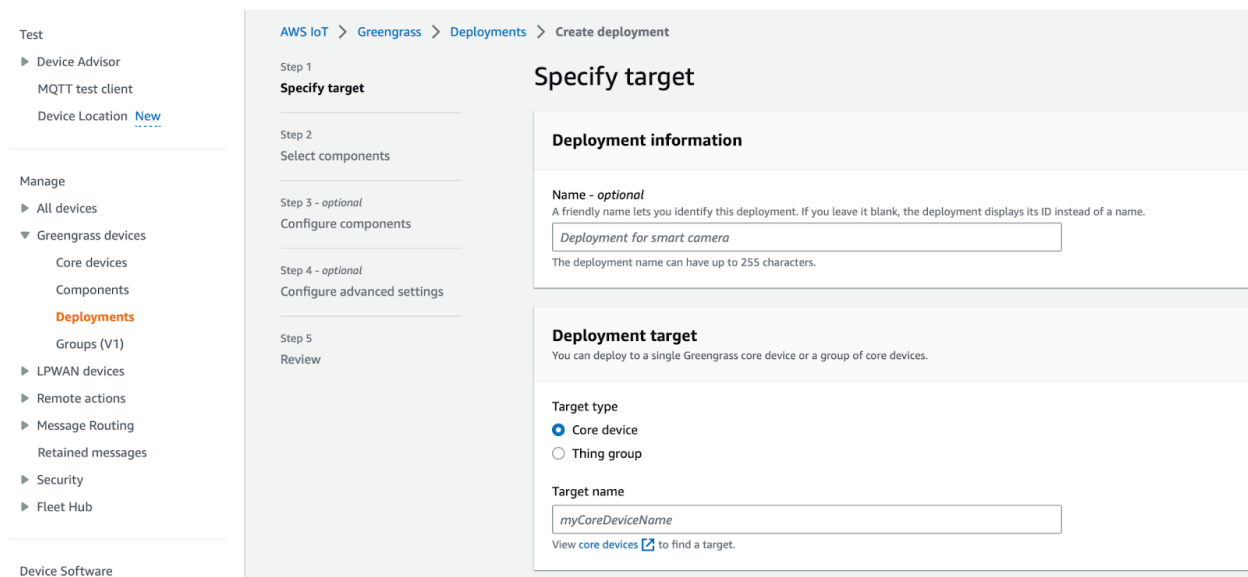 Test
Device Advisor
MQTT test client
Device Location New
Manage
All devices
Greengrass devices
Core devices
Components
Deployments
Groups (V1)
LPWAN devices
Remote actions
Message Routing
Retained messages
Security
Fleet Hub
Device Software
AWS IoT > Greengrass > Deployments > Create deployment
Step 1
Specify target
Step 2
Select components
Step 3 - optional
Configure components
Step 4 - optional
Configure advanced settings
Step 5
Review
Specify target
Deployment information
Name - optional
A friendly name lets you identify this deployment. If you leave it blank, the deployment displays its ID instead of a name.
Deployment for smart camera
The deployment name can have up to 255 characters.
Deployment target
You can deploy to a single Greengrass core device or a group of core devices.
Target type
Core device
Thing group
Target name
myCoreDeviceName
View core devices to find a target.